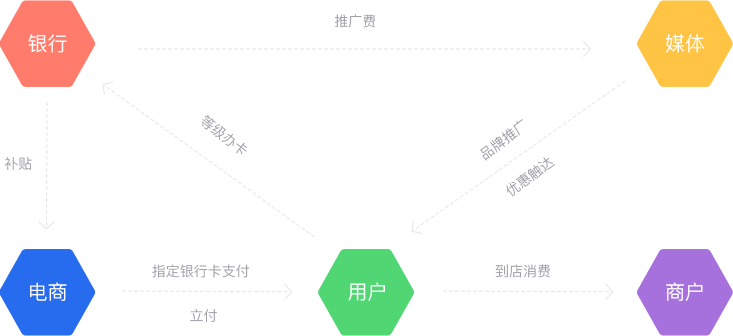 推广费
银行
媒体
等级办卡
品牌推广
优惠触达
补贴
电商
指定银行卡支付
立付
用户
到店消费
商户